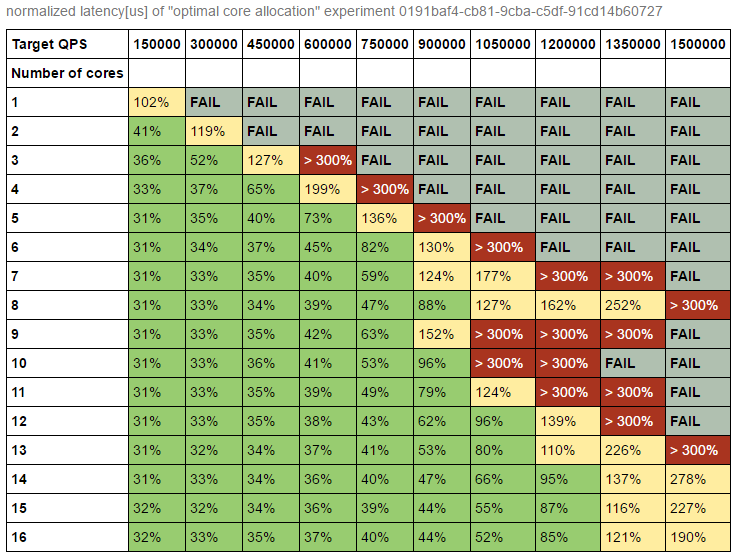 normalized latency[us] of "optimal core allocation" experiment 0191baf4-cb81-9cba-c5df-91cd14b60727
Target QPS 150000 300000 450000 600000 750000 900000 1050000 1200000 1350000 1500000
Number of cores
1 102% FAIL FAIL FAIL FAIL FAIL FAIL FAIL FAIL FAIL
2 41% 119% FAIL FAIL FAIL FAIL FAIL FAIL FAIL FAIL
3 36% 52% 127% > 300% FAIL FAIL FAIL FAIL FAIL FAIL
4 33% 37% 65% 199% > 300% FAIL FAIL FAIL FAIL FAIL
5 31% 35% 40% 73% 136% > 300% FAIL FAIL FAIL FAIL
6 31% 34% 37% 45% 82% 130% > 300% FAIL FAIL FAIL
7 31% 33% 35% 40% 59% 124% 177% > 300% > 300% FAIL
8 31% 33% 34% 39% 47% 88% 127% 162% 252% > 300%
9 31% 33% 35% 42% 63% 152% > 300% > 300% > 300% FAIL
10 31% 33% 36% 41% 53% 96% > 300% > 300% FAIL FAIL
11 31% 33% 35% 39% 49% 79% 124% > 300% > 300% FAIL
12 31% 33% 35% 38% 43% 62% 96% 139% > 300% FAIL
13 31% 32% 34% 37% 41% 53% 80% 110% 226% > 300%
14 31% 33% 34% 36% 40% 47% 66% 95% 137% 278%
15 32% 32% 34% 36% 39% 44% 55% 87% 116% 227%
16 32% 33% 35% 37% 40% 44% 52% 85% 121% 190%